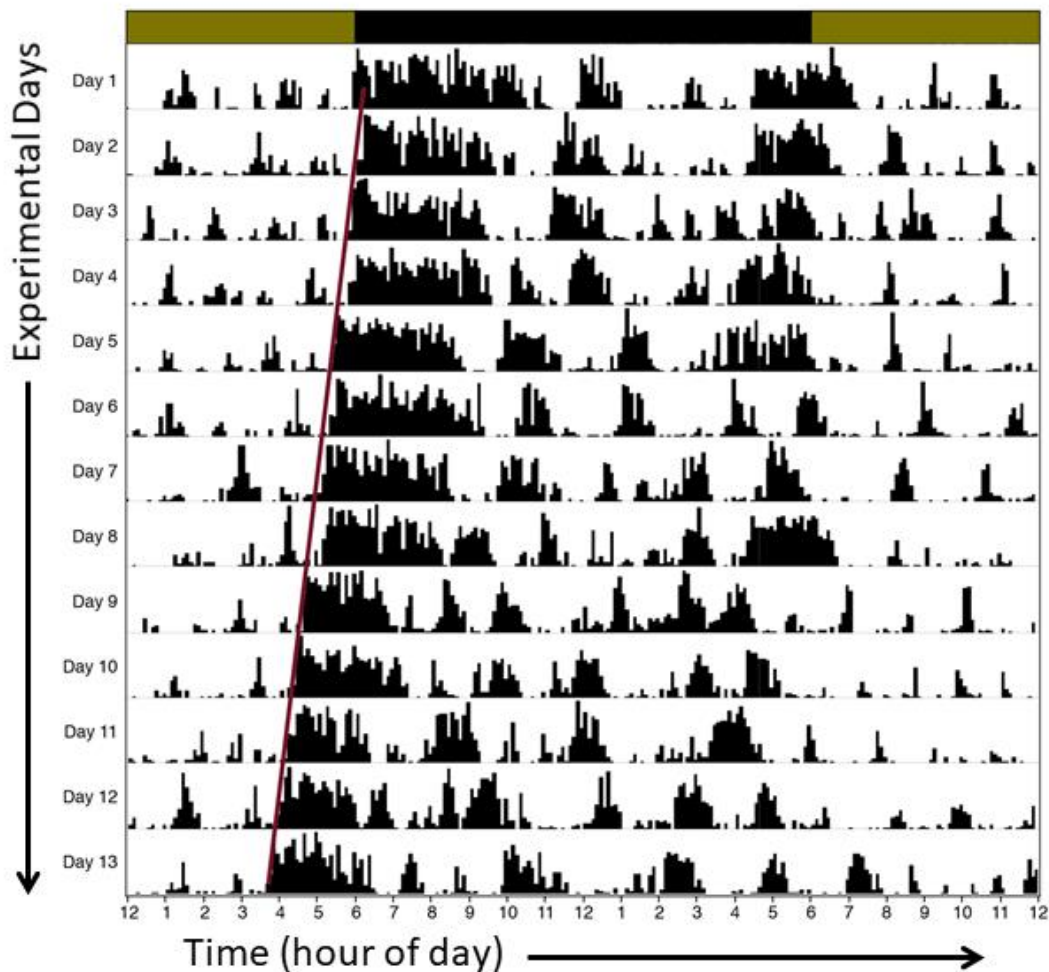 Experimental Days
Day 1
Day 2
Day 3
Day 4
Day 5
Day 6
Day 7
Day 8
Day 9
Day 10
Day 11
Day 12
Day 13
12 1 2 3 4 5 6 7 8 9 10 11 12 1 2 3 4 5 6 7 8 9 10 11 12
Time (hour of day)